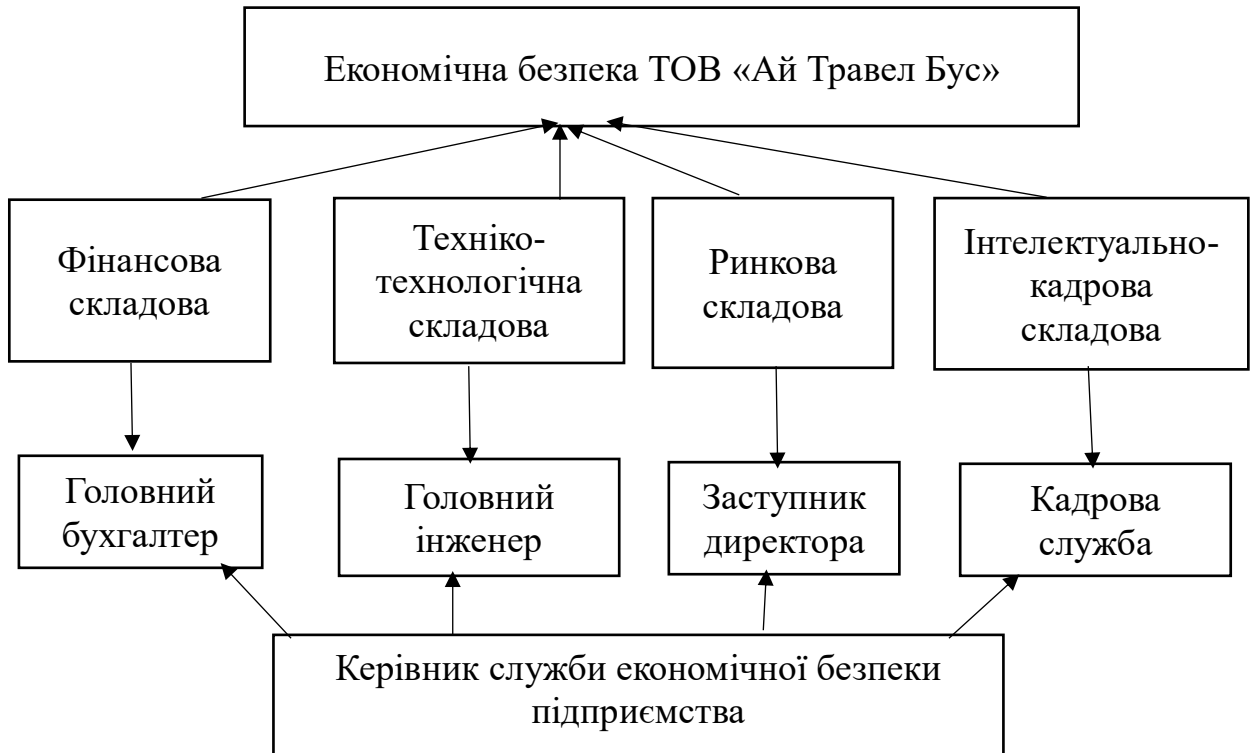 Економічна безпека ТОВ «Ай Травел Бус»
Фінансова
складова
Техніко-
технологічна
складова
Ринкова
складова
Інтелектуально-
кадрова
складова
Головний
бухгалтер
Головний
інженер
Заступник
директора
Кадрова
служба
Керівник служби економічної безпеки
підприємства